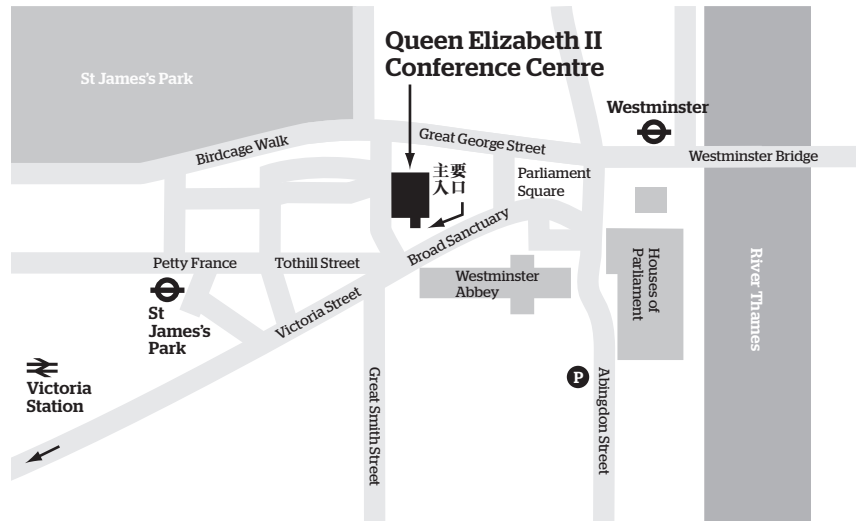 Queen Elizabeth II
Conference Centre
St James's Park
Westminster
Birdcage Walk
Great George Street
Westminster Bridge
主要
入口
Parliament
Square
Broad Sanctuary
Petty France
Tothill Street
Westminster
Abbey
Houses of
Parliament
River Thames
St
James's
Park
Victoria Street
Victoria
Station
Great Smith Street
P
Abingdon Street